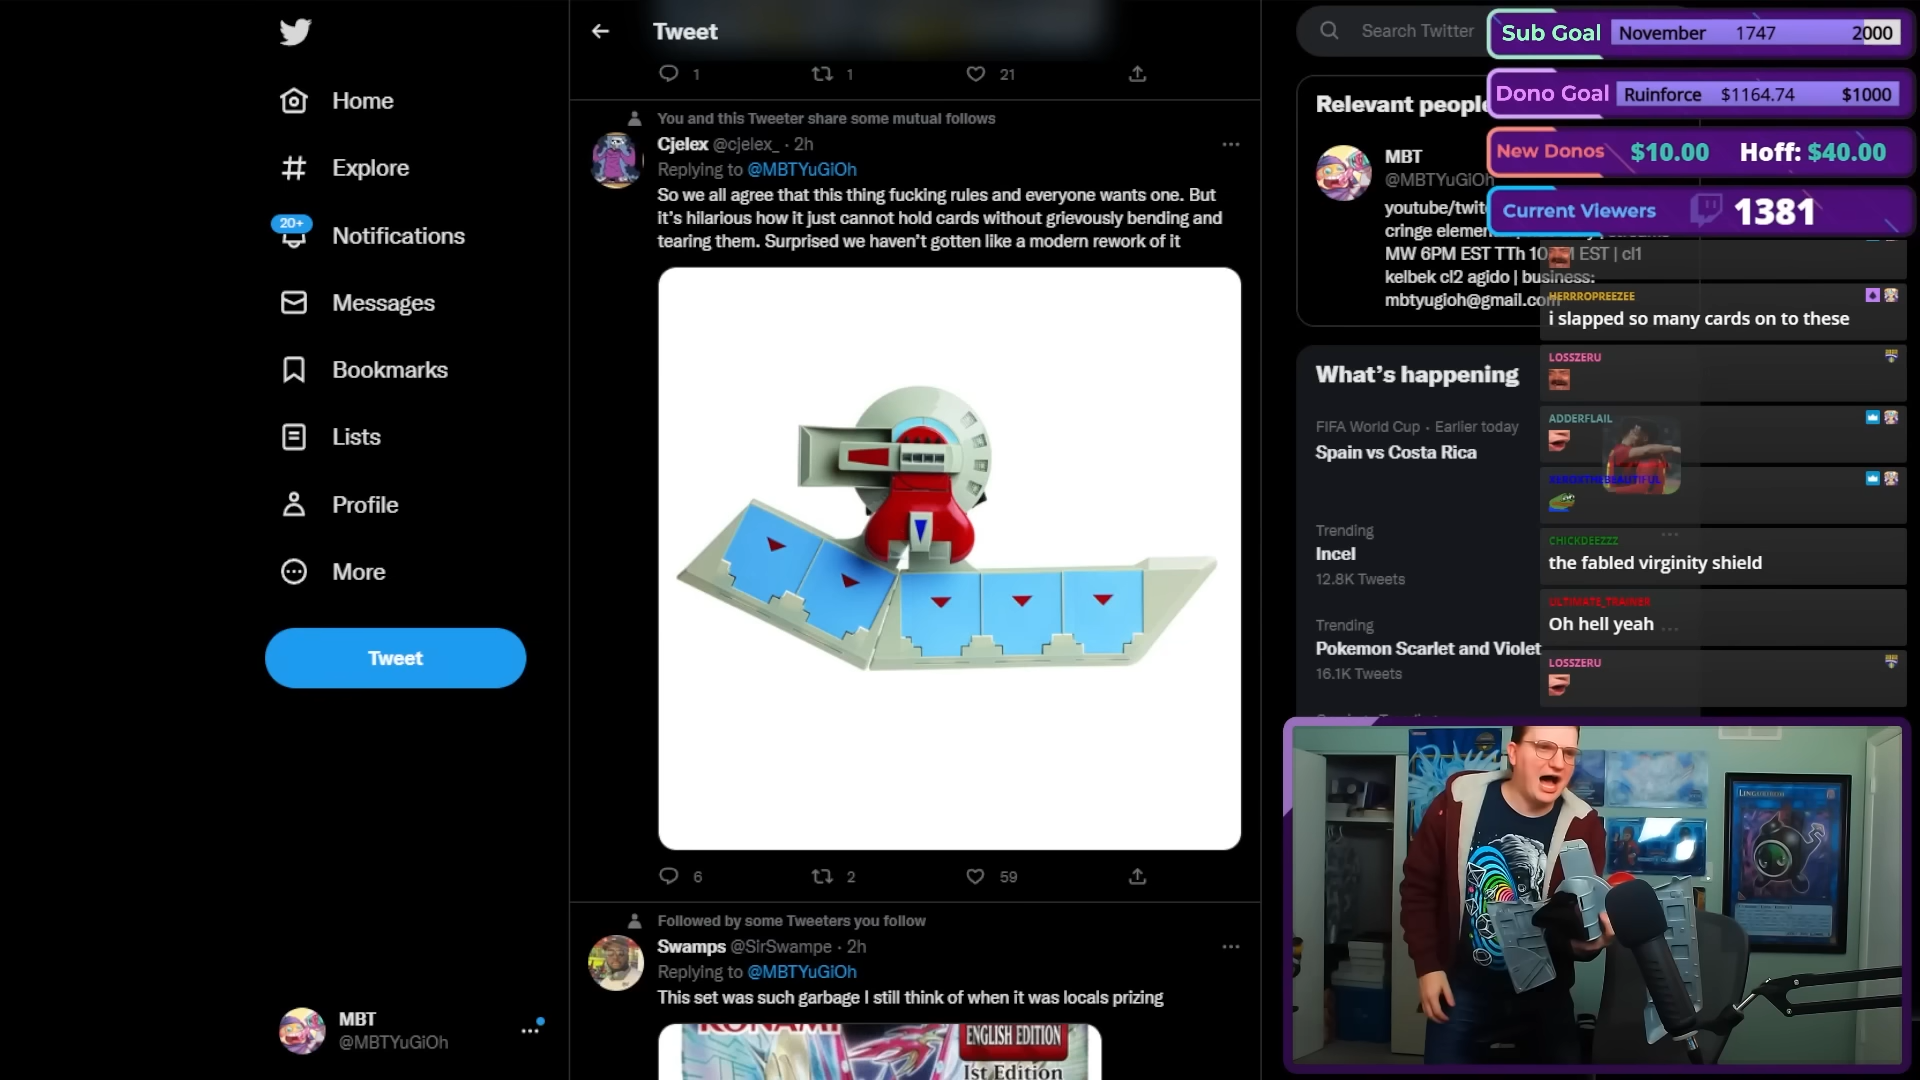 Home
Explore
20+
Notifications
Messages
Bookmarks
Lists
Profile
More
Tweet
MBT
@MBTYuGiOh
Tweet
1
1
21
You and this Tweeter share some mutual follows
Cjelex @cjelex_ · 2h
Replying to @MBTYuGiOh
So we all agree that this thing fucking rules and everyone wants one. But
it's hilarious how it just cannot hold cards without grievously bending and
tearing them. Surprised we haven't gotten like a modern rework of it
6
2
59
Followed by some Tweeters you follow
Swamps @SirSwampe · 2h
Replying to @MBTYuGiOh
This set was such garbage I still think of when it was locals prizing
KONAMI
ENGLISH EDITION
1st Edition
Search Twitter
Relevant people
MBT
@MBTYuGiOh
youtube/twit
cringe elemen
MW 6PM EST TTh 10 M EST | cl1
kelbek cl2 agido | business:
mbtyugioh@gmail.com
What's happening
FIFA World Cup · Earlier today
Spain vs Costa Rica
Trending
Incel
12.8K Tweets
Trending
Pokemon Scarlet and Violet
16.1K Tweets
Sub Goal November 1747 2000
Dono Goal Ruinforce $1164.74 $1000
New Donos $10.00 Hoff: $40.00
Current Viewers 1381
HERRROPREEZEE
i slapped so many cards on to these
LOSSZERU
ADDERFLAIL
CHICKDEEZZZ
the fabled virginity shield
ULTIMATE_TRAINER
Oh hell yeah
LOSSZERU
LINGURIBOH